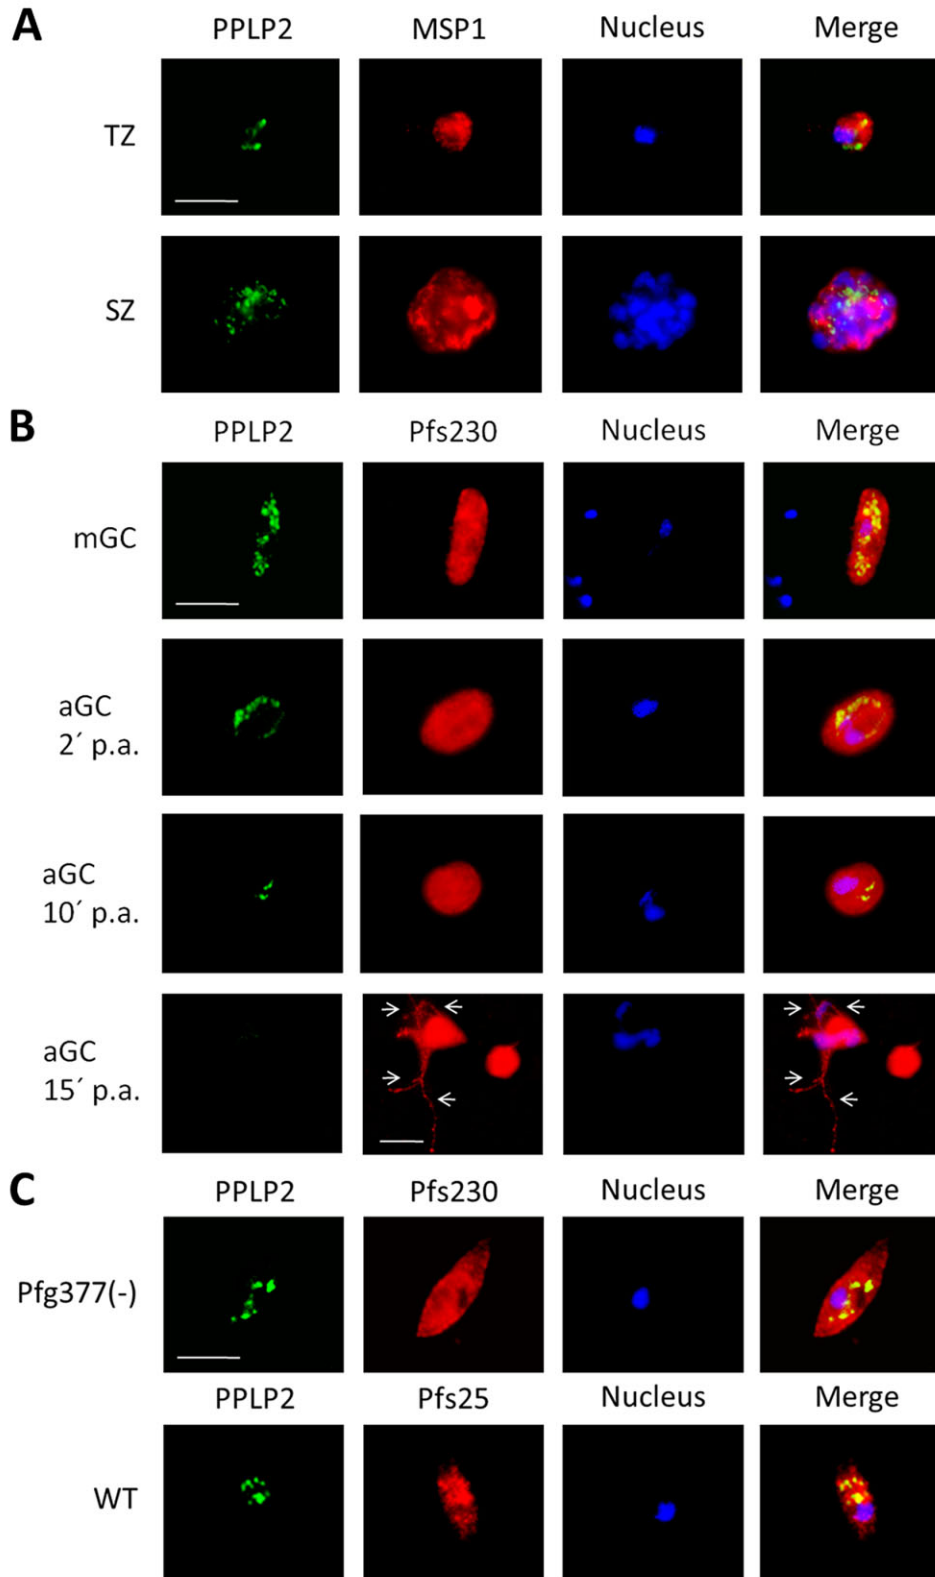 A
PPLP2 MSP1 Nucleus Merge
TZ
SZ
B
PPLP2 Pfs230 Nucleus Merge
mGC
aGC
2´ p.a.
aGC
10´ p.a.
aGC
15´ p.a.
C
PPLP2 Pfs230 Nucleus Merge
Pfg377(-)
PPLP2 Pfs25 Nucleus Merge
WT